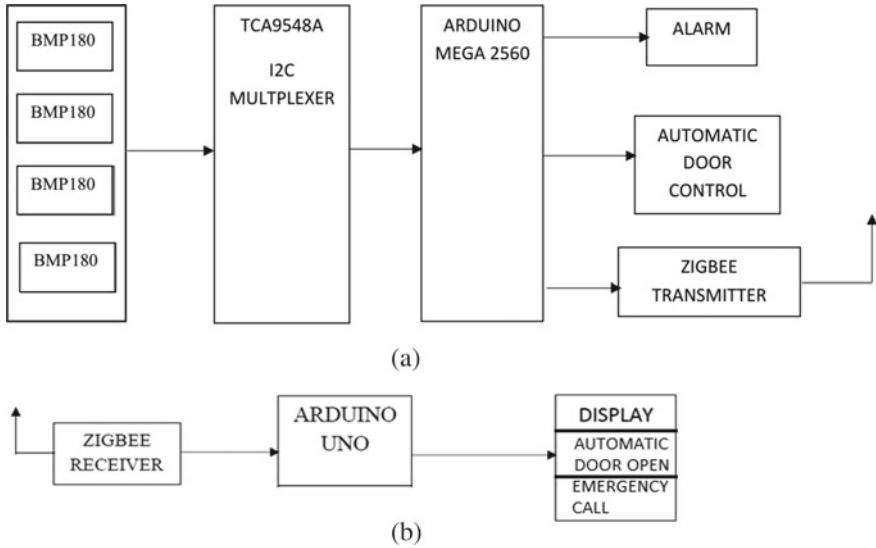 BMP180
BMP180
BMP180
BMP180
TCA9548A
I2C
MULTPLEXER
ARDUINO
MEGA 2560
ALARM
AUTOMATIC
DOOR
CONTROL
ZIGBEE
TRANSMITTER
(a)
ZIGBEE
RECEIVER
ARDUINO
UNO
DISPLAY
AUTOMATIC
DOOR OPEN
EMERGENCY
CALL
(b)